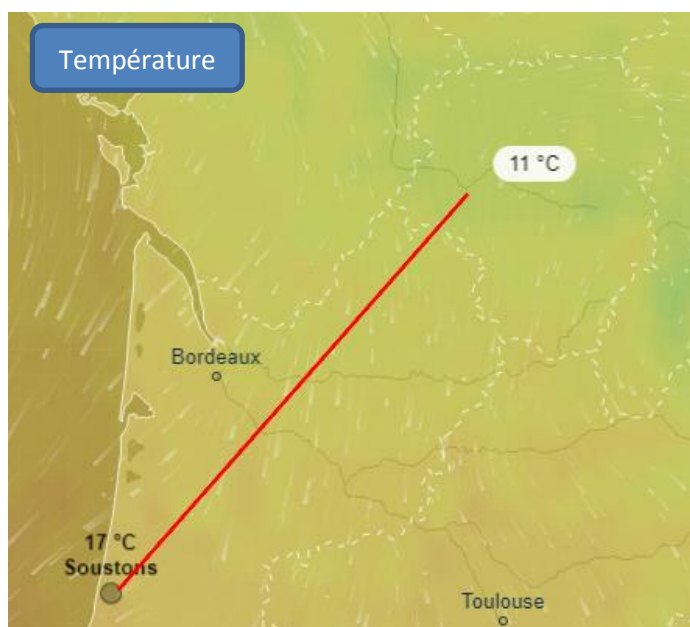 Température
11 °C
Bordeaux
17 °C
Soustons
Toulouse